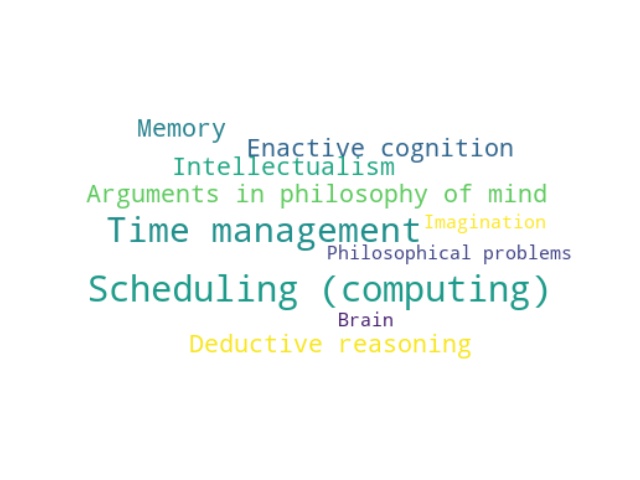 Memory
Enactive cognition
Intellectualism
Arguments in philosophy of mind
Imagination
Time management
Philosophical problems
Scheduling (computing)
Brain
Deductive reasoning